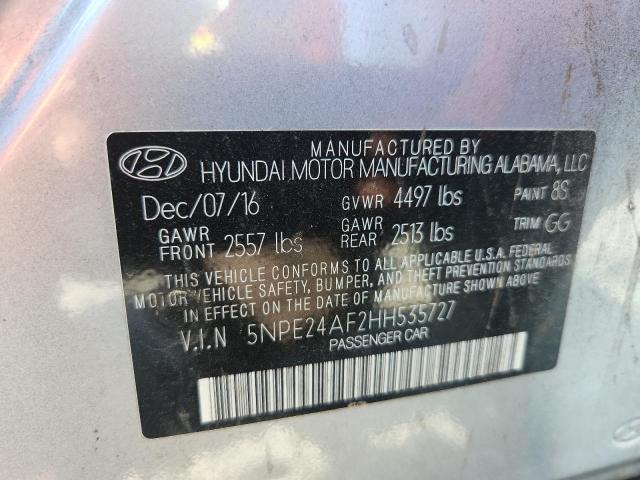 MANUFACTURED BY
HYUNDAI MOTOR MANUFACTURING ALABAMA, LLC
Dec/07/16 GVWR 4497 lbs PAINT 8S
GAWR FRONT 2557 lbs GAWR REAR 2513 lbs TRIM GG
THIS VEHICLE CONFORMS TO ALL APPLICABLE U.S.A. FEDERAL
MOTOR VEHICLE SAFETY, BUMPER, AND THEFT PREVENTION STANDARDS
IN EFFECT ON THE DATE OF MANUFACTURE SHOWN ABOVE.
V.I.N 5NPE24AF2HH535727
PASSENGER CAR